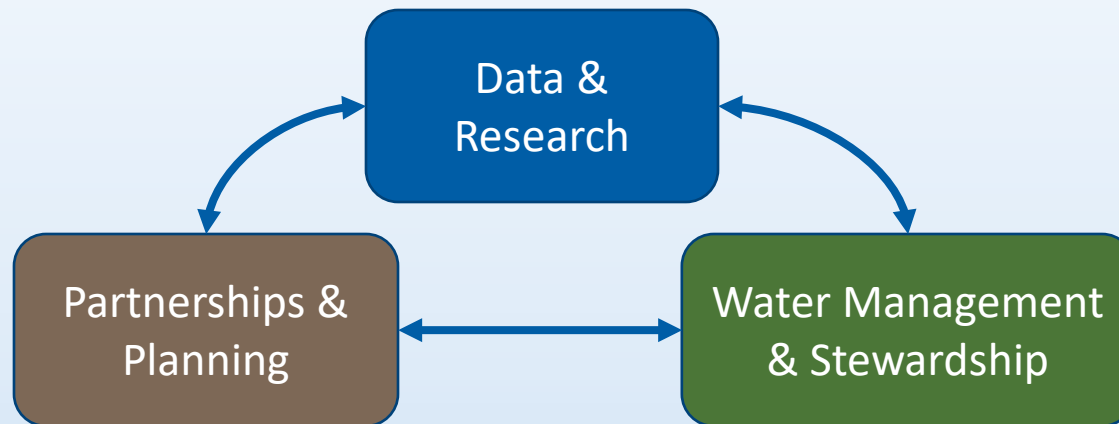 Data &
Research
Partnerships &
Planning
Water Management
& Stewardship